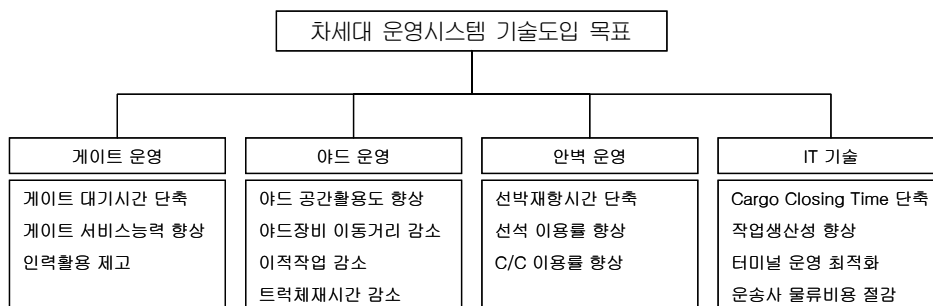 차세대 운영시스템 기술도입 목표
게이트 운영
게이트 대기시간 단축
게이트 서비스능력 향상
인력활용 제고
야드 운영
야드 공간활용도 향상
야드장비 이동거리 감소
이적작업 감소
트럭체재시간 감소
안벽 운영
선박재항시간 단축
선석 이용률 향상
C/C 이용률 향상
IT 기술
Cargo Closing Time 단축
작업생산성 향상
터미널 운영 최적화
운송사 물류비용 절감